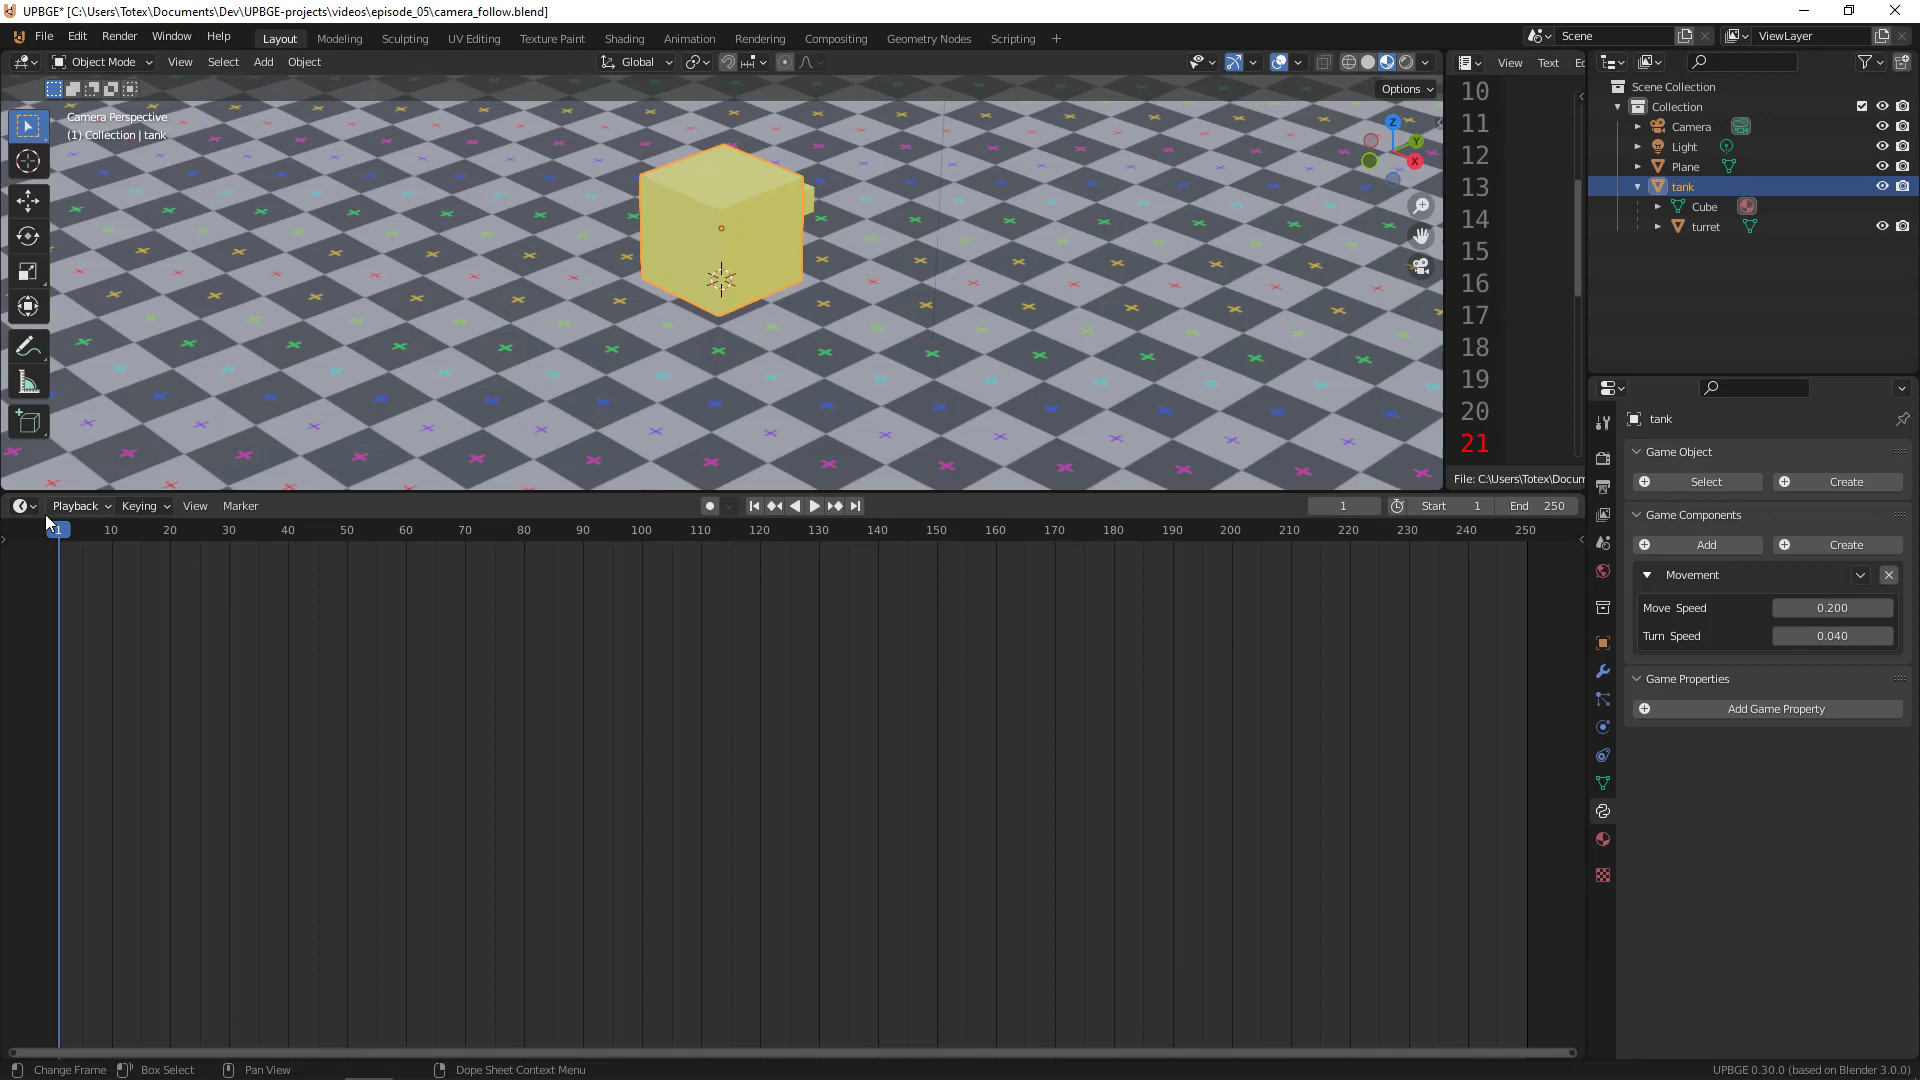 UPBGE* [C:\Users\Totex\Documents\Dev\UPBGE-projects\videos\episode_05\camera_follow.blend]
File Edit Render Window Help Layout Modeling Sculpting UV Editing Texture Paint Shading Animation Rendering Compositing Geometry Nodes Scripting + Scene ViewLayer
Object Mode View Select Add Object Global View Text
Options
Camera Perspective
(1) Collection | tank
Z
Y
X
10
11
12
13
14
15
16
17
18
19
20
21
File: C:\Users\Totex\Docum
Scene Collection
Collection
Camera
Light
Plane
tank
Cube
turret
Playback Keying View Marker 1 Start 1 End 250
1 10 20 30 40 50 60 70 80 90 100 110 120 130 140 150 160 170 180 190 200 210 220 230 240 250
tank
Game Object
Select Create
Game Components
Add Create
Movement
Move Speed 0.200
Turn Speed 0.040
Game Properties
Add Game Property
Change Frame Box Select Pan View Dope Sheet Context Menu UPBGE 0.30.0 (based on Blender 3.0.0)